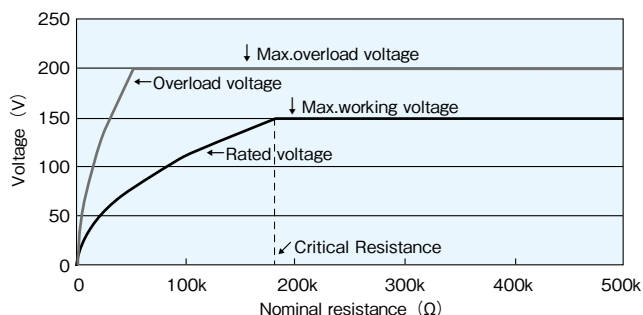 250
200
150
100
50
0
Voltage（V）
↓Max.overload voltage
←Overload voltage
↓Max.working voltage
←Rated voltage
↙Critical Resistance
0 100k 200k 300k 400k 500k
Nominal resistance（Ω）